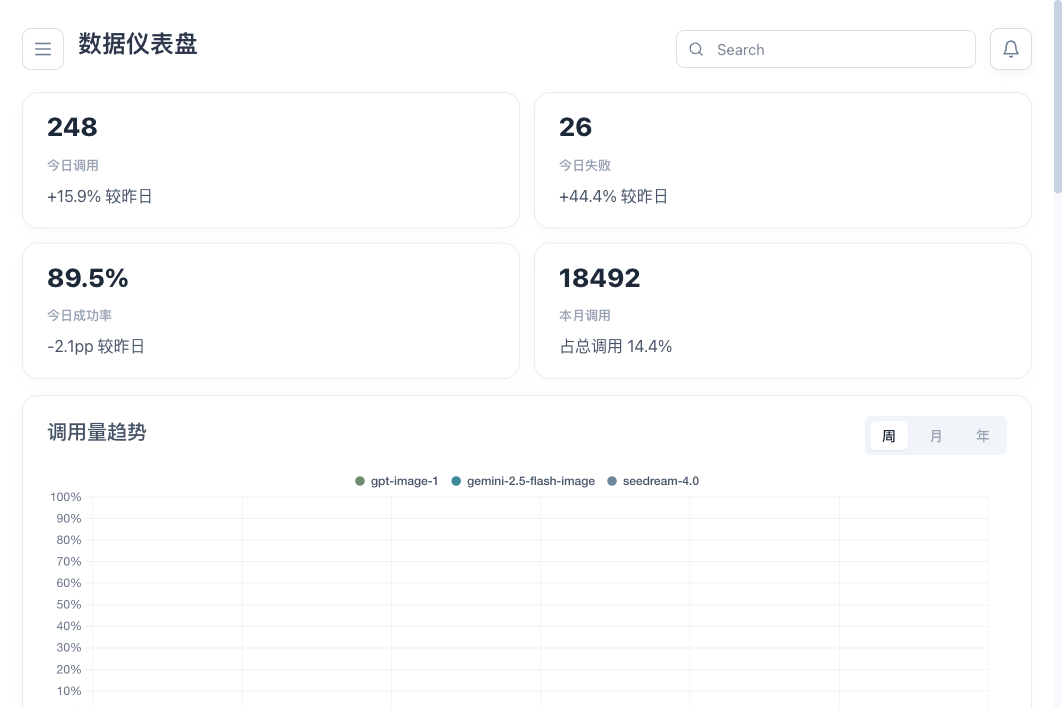 数据仪表盘
Search
248
今日调用
+15.9% 较昨日
26
今日失败
+44.4% 较昨日
89.5%
今日成功率
-2.1pp 较昨日
18492
本月调用
占总调用 14.4%
调用量趋势
周 月 年
gpt-image-1 gemini-2.5-flash-image seedream-4.0
100%
90%
80%
70%
60%
50%
40%
30%
20%
10%